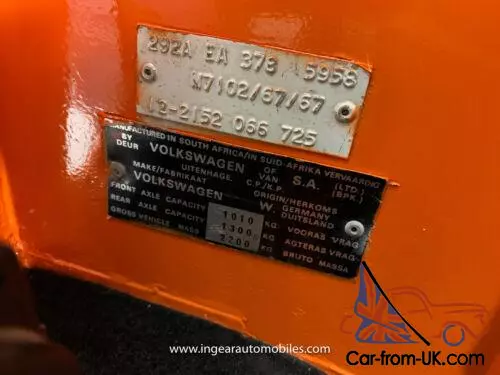 292A EA 378 5958
N7102/67/67
12-2152 066 725
MANUFACTURED IN SOUTH AFRICA/IN SUID-AFRIKA VERVAARDIG
BY DEUR VOLKSWAGEN OF VAN S.A. (LTD.) (BPK.)
UITENHAGE. C.P./K.P.
MAKE/FABRIKAAT ORIGIN/HERKOMS
VOLKSWAGEN W. GERMANY DUITSLAND
FRONT AXLE CAPACITY 1010 KG VOORAS VRAG
REAR AXLE CAPACITY 1300 KG AGTERAS VRAG
GROSS VEHICLE MASS 2200 KG BRUTO MASSA
www.ingearautomobiles.com
Car-from-UK.com